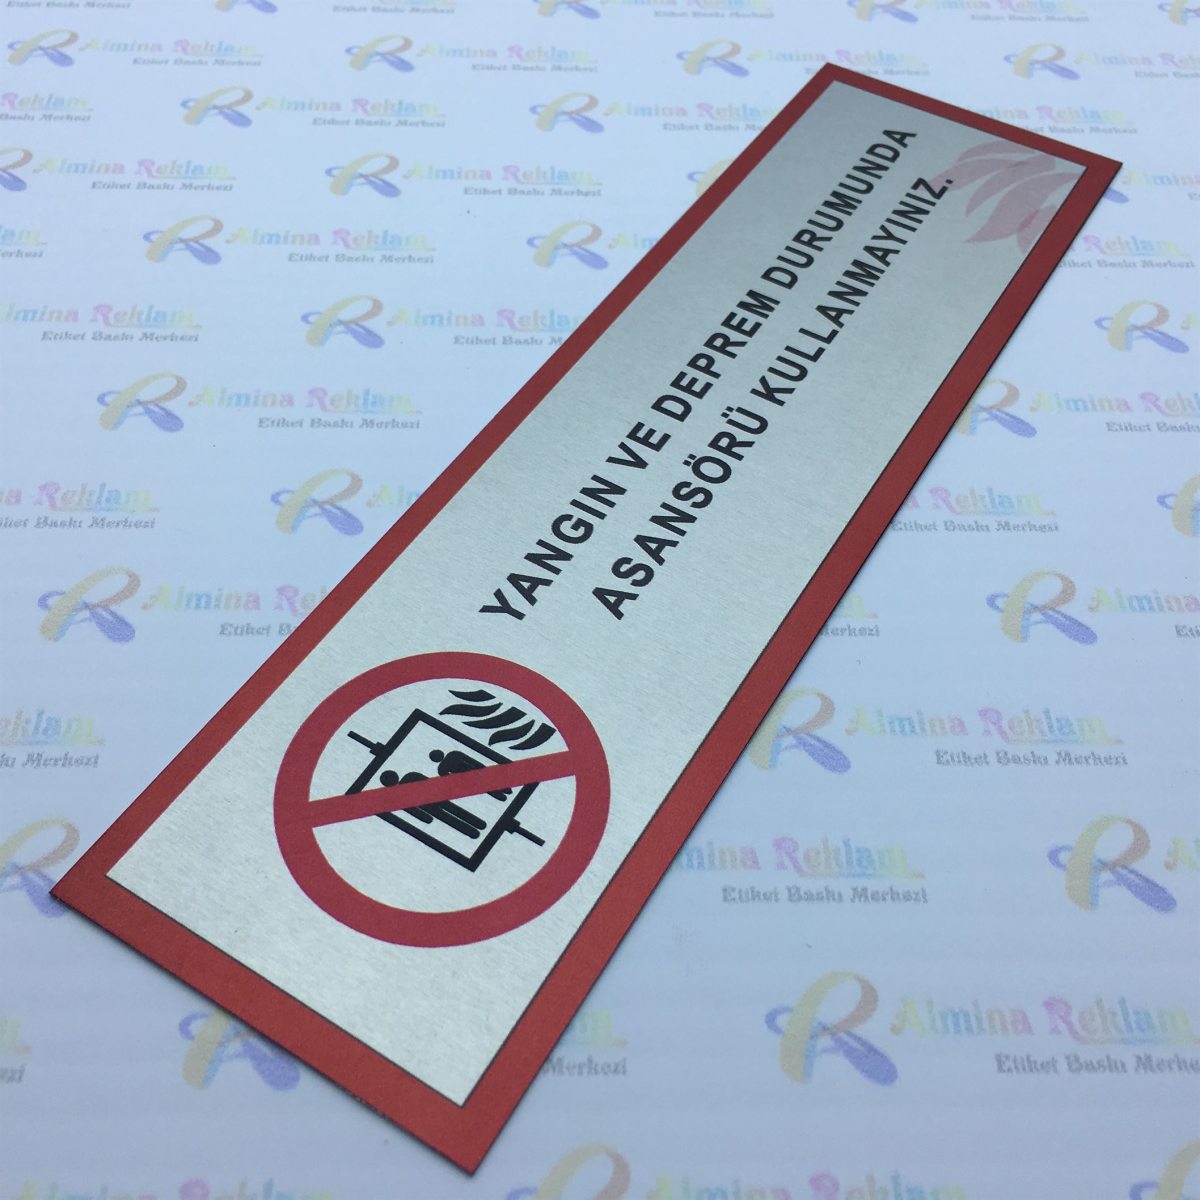 YANGIN VE DEPREM DURUMUNDA
ASANSÖRÜ KULLANMAYINIZ.
Almina Reklam
Etiket Baskı Merkezi